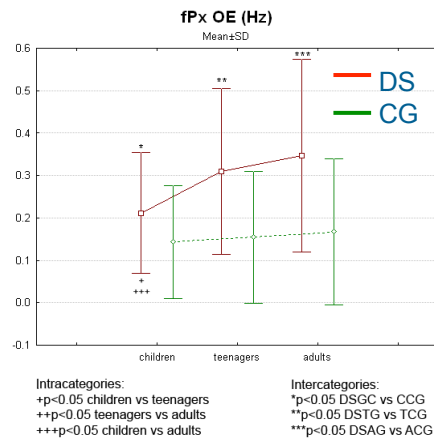 fPx OE (Hz)
Mean±SD
0.6
0.5
0.4
0.3
0.2
0.1
0.0
-0.1
*
**
***
+
+++
DS
CG
children
teenagers
adults
Intracategories:
+p<0.05 children vs teenagers
++p<0.05 teenagers vs adults
+++p<0.05 children vs adults
Intercategories:
*p<0.05 DSGC vs CCG
**p<0.05 DSTG vs TCG
***p<0.05 DSAG vs ACG